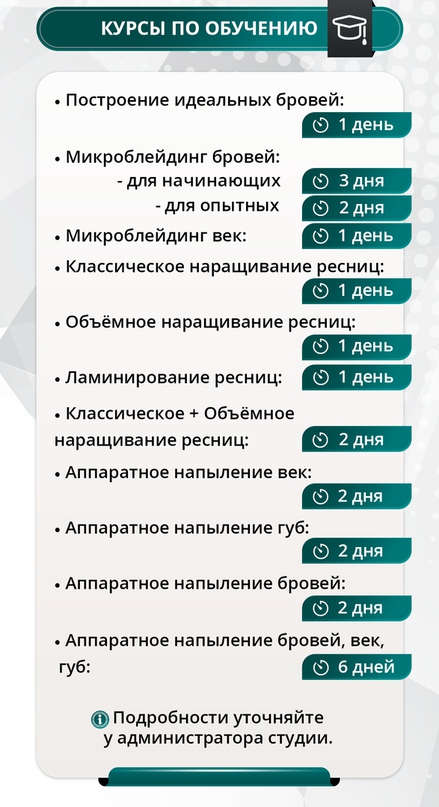 КУРСЫ ПО ОБУЧЕНИЮ
• Построение идеальных бровей:
1 день
• Микроблейдинг бровей:
- для начинающих 3 дня
- для опытных 2 дня
• Микроблейдинг век: 1 день
• Классическое наращивание ресниц:
1 день
• Объёмное наращивание ресниц:
1 день
• Ламинирование ресниц: 1 день
• Классическое + Объёмное
наращивание ресниц: 2 дня
• Аппаратное напыление век:
2 дня
• Аппаратное напыление губ:
2 дня
• Аппаратное напыление бровей:
2 дня
• Аппаратное напыление бровей, век,
губ: 6 дней
Подробности уточняйте
у администратора студии.